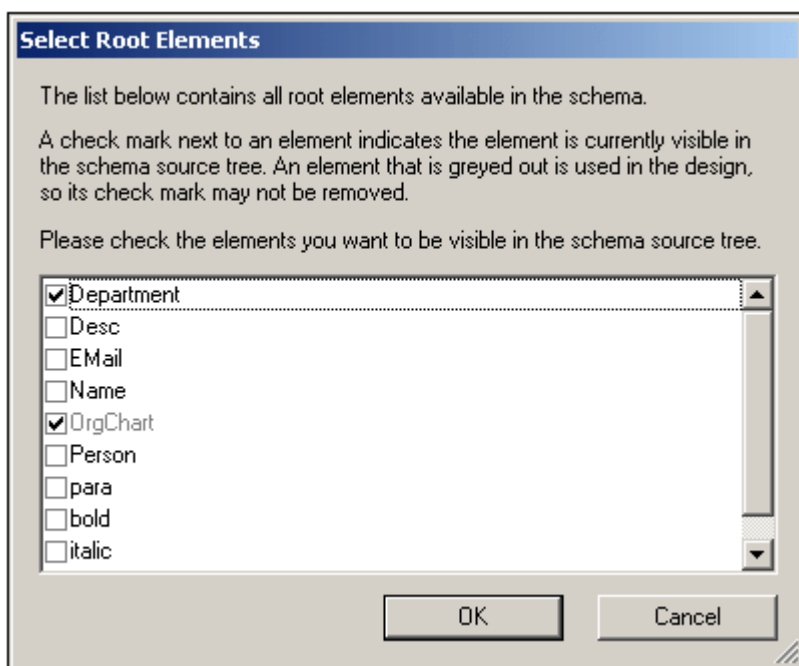 Select Root Elements
The list below contains all root elements available in the schema.
A check mark next to an element indicates the element is currently visible in
the schema source tree. An element that is greyed out is used in the design,
so its check mark may not be removed.
Please check the elements you want to be visible in the schema source tree.
Department
Desc
EMail
Name
OrgChart
Person
para
bold
italic
OK
Cancel